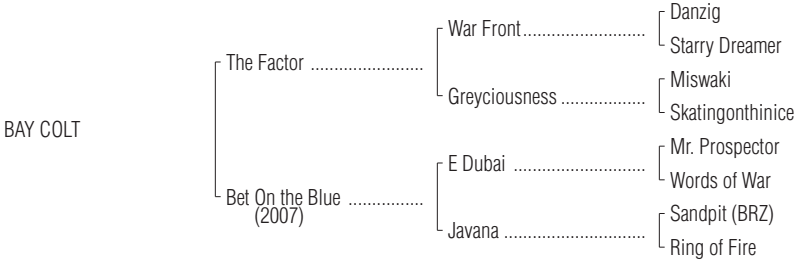 Danzig
War Front........................
Starry Dreamer
The Factor ......................
Miswaki
Greyciousness .................
Skatingonthinice
BAY COLT
Mr. Prospector
E Dubai ..........................
Words of War
Bet On the Blue ...............
(2007)
Sandpit (BRZ)
Javana ............................
Ring of Fire